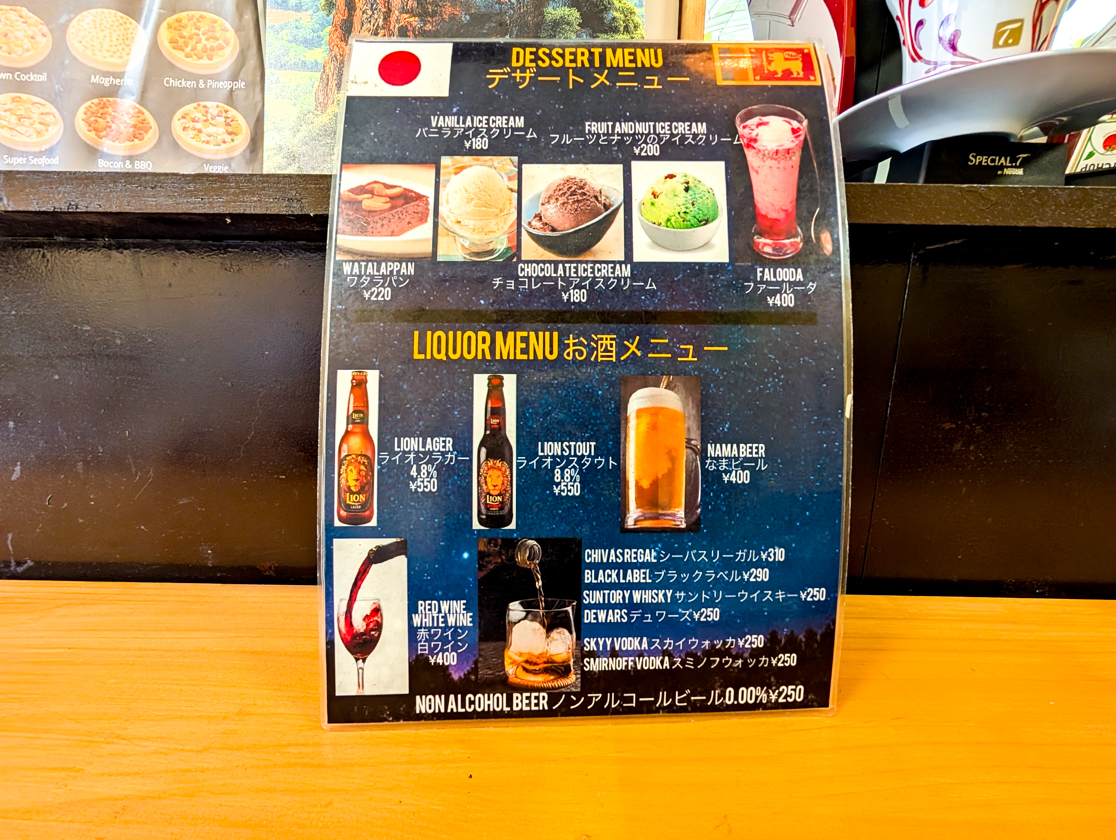 Magherita
Chicken & Pineapple
Super Seafood
Bacon & BBQ
Veggie
SPECIAL.T
BY NESTLÉ
T.
DESSERT MENU
デザートメニュー
VANILLA ICE CREAM
バニラアイスクリーム
¥180
FRUIT AND NUT ICE CREAM
フルーツとナッツのアイスクリーム
¥200
WATALAPPAN
ワタラパン
¥220
CHOCOLATE ICE CREAM
チョコレートアイスクリーム
¥180
FALOODA
ファールーダ
¥400
LIQUOR MENU お酒メニュー
LION
LAGER
LION LAGER
ライオンラガー
4.8%
¥550
LION
LION STOUT
ライオンスタウト
8.8%
¥550
NAMA BEER
なまビール
¥400
RED WINE
WHITE WINE
赤ワイン
白ワイン
¥400
CHIVAS REGAL シーバスリーガル¥310
BLACK LABEL ブラックラベル¥290
SUNTORY WHISKY サントリーウイスキー¥250
DEWARS デュワーズ¥250
SKYY VODKA スカイウォッカ¥250
SMIRNOFF VODKA スミノフウォッカ¥250
NON ALCOHOL BEER ノンアルコールビール0.00%¥250